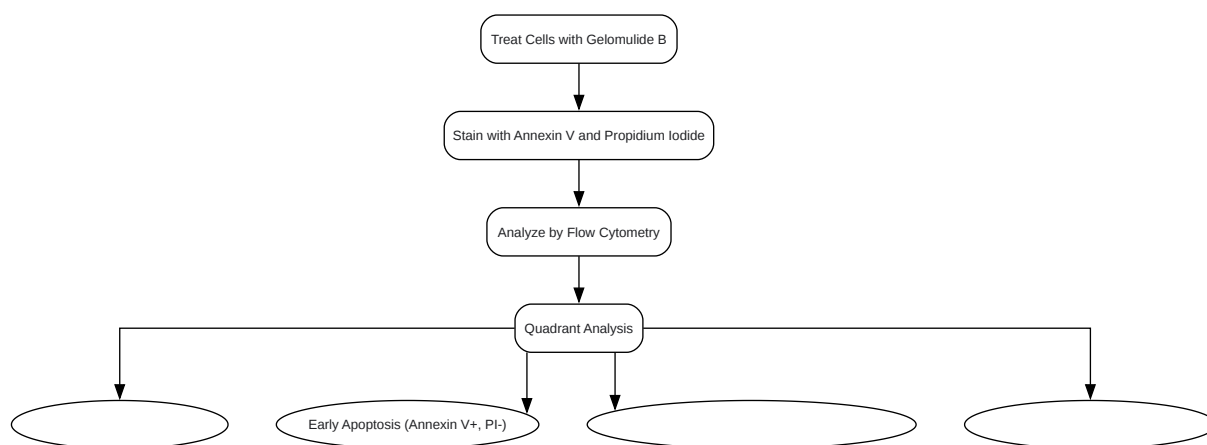 Treat Cells with Gelomulide B
Stain with Annexin V and Propidium Iodide
Analyze by Flow Cytometry
Quadrant Analysis
Early Apoptosis (Annexin V+, PI-)